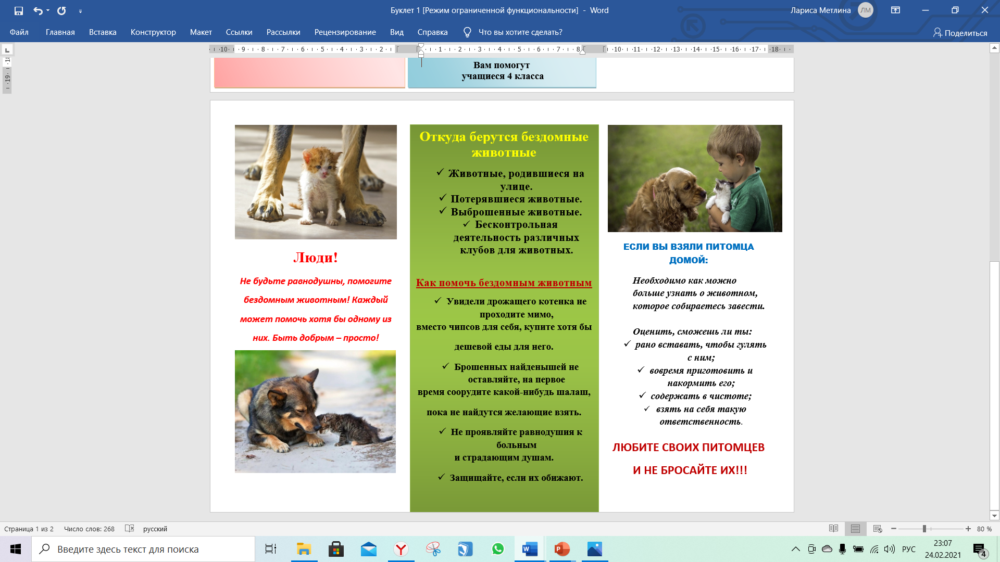 Буклет 1 [Режим ограниченной функциональности] - Word
Лариса Метлина
ЛМ
Файл Главная Вставка Конструктор Макет Ссылки Рассылки Рецензирование Вид Справка Что вы хотите сделать?
Поделиться
Вам помогут
учащиеся 4 класса
Люди!
Не будьте равнодушны, помогите
бездомным животным! Каждый
может помочь хотя бы одному из
них. Быть добрым – просто!
Откуда берутся бездомные
животные
✓ Животные, родившиеся на
улице.
✓ Потерявшиеся животные.
✓ Выброшенные животные.
✓ Бесконтрольная
деятельность различных
клубов для животных.
Как помочь бездомным животным
✓ Увидели дрожащего котенка не
проходите мимо,
вместо чипсов для себя, купите хотя бы
дешевой еды для него.
✓ Брошенных найденышей не
оставляйте, на первое
время соорудите какой-нибудь шалаш,
пока не найдутся желающие взять.
✓ Не проявляйте равнодушия к
больным
и страдающим душам.
✓ Защищайте, если их обижают.
ЕСЛИ ВЫ ВЗЯЛИ ПИТОМЦА
ДОМОЙ:
Необходимо как можно
больше узнать о животном,
которое собираетесь завести.
Оценить, сможешь ли ты:
✓ рано вставать, чтобы гулять
с ним;
✓ вовремя приготовить и
накормить его;
✓ содержать в чистоте;
✓ взять на себя такую
ответственность.
ЛЮБИТЕ СВОИХ ПИТОМЦЕВ
И НЕ БРОСАЙТЕ ИХ!!!
Страница 1 из 2 Число слов: 268 русский
80 %
Введите здесь текст для поиска
РУС
23:07
24.02.2021
4